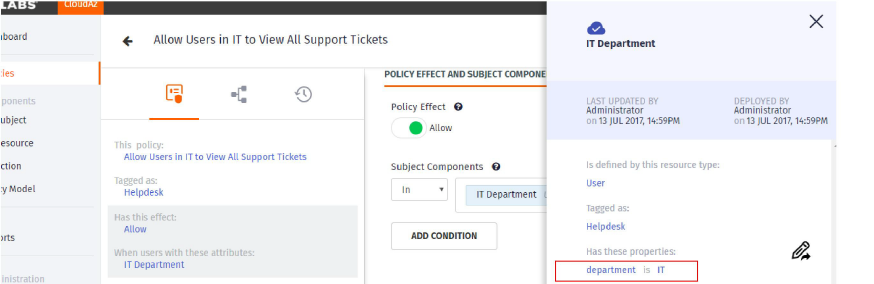 LABS
CloudAz
Allow Users in IT to View All Support Tickets
POLICY EFFECT AND SUBJECT COMPONE
Policy Effect
Allow
Subject Components
In
IT Department
ADD CONDITION
This policy:
Allow Users in IT to View All Support Tickets
Tagged as:
Helpdesk
Has this effect:
Allow
When users with these attributes:
IT Department
board
ies
ponents
ubject
esource
ction
cy Model
orts
nistration
IT Department
LAST UPDATED BY
Administrator
on 13 JUL 2017, 14:59PM
DEPLOYED BY
Administrator
on 13 JUL 2017, 14:59PM
Is defined by this resource type:
User
Tagged as:
Helpdesk
Has these properties:
department is IT